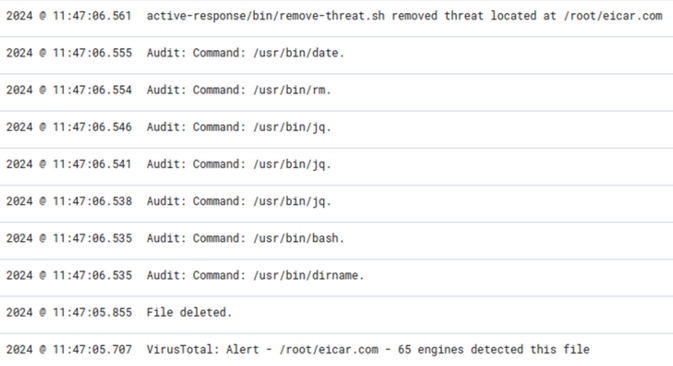 2024 @ 11:47:06.561 active-response/bin/remove-threat.sh removed threat located at /root/eicar.com
2024 @ 11:47:06.555 Audit: Command: /usr/bin/date.
2024 @ 11:47:06.554 Audit: Command: /usr/bin/rm.
2024 @ 11:47:06.546 Audit: Command: /usr/bin/jq.
2024 @ 11:47:06.541 Audit: Command: /usr/bin/jq.
2024 @ 11:47:06.538 Audit: Command: /usr/bin/jq.
2024 @ 11:47:06.535 Audit: Command: /usr/bin/bash.
2024 @ 11:47:06.535 Audit: Command: /usr/bin/dirname.
2024 @ 11:47:05.855 File deleted.
2024 @ 11:47:05.707 VirusTotal: Alert - /root/eicar.com - 65 engines detected this file